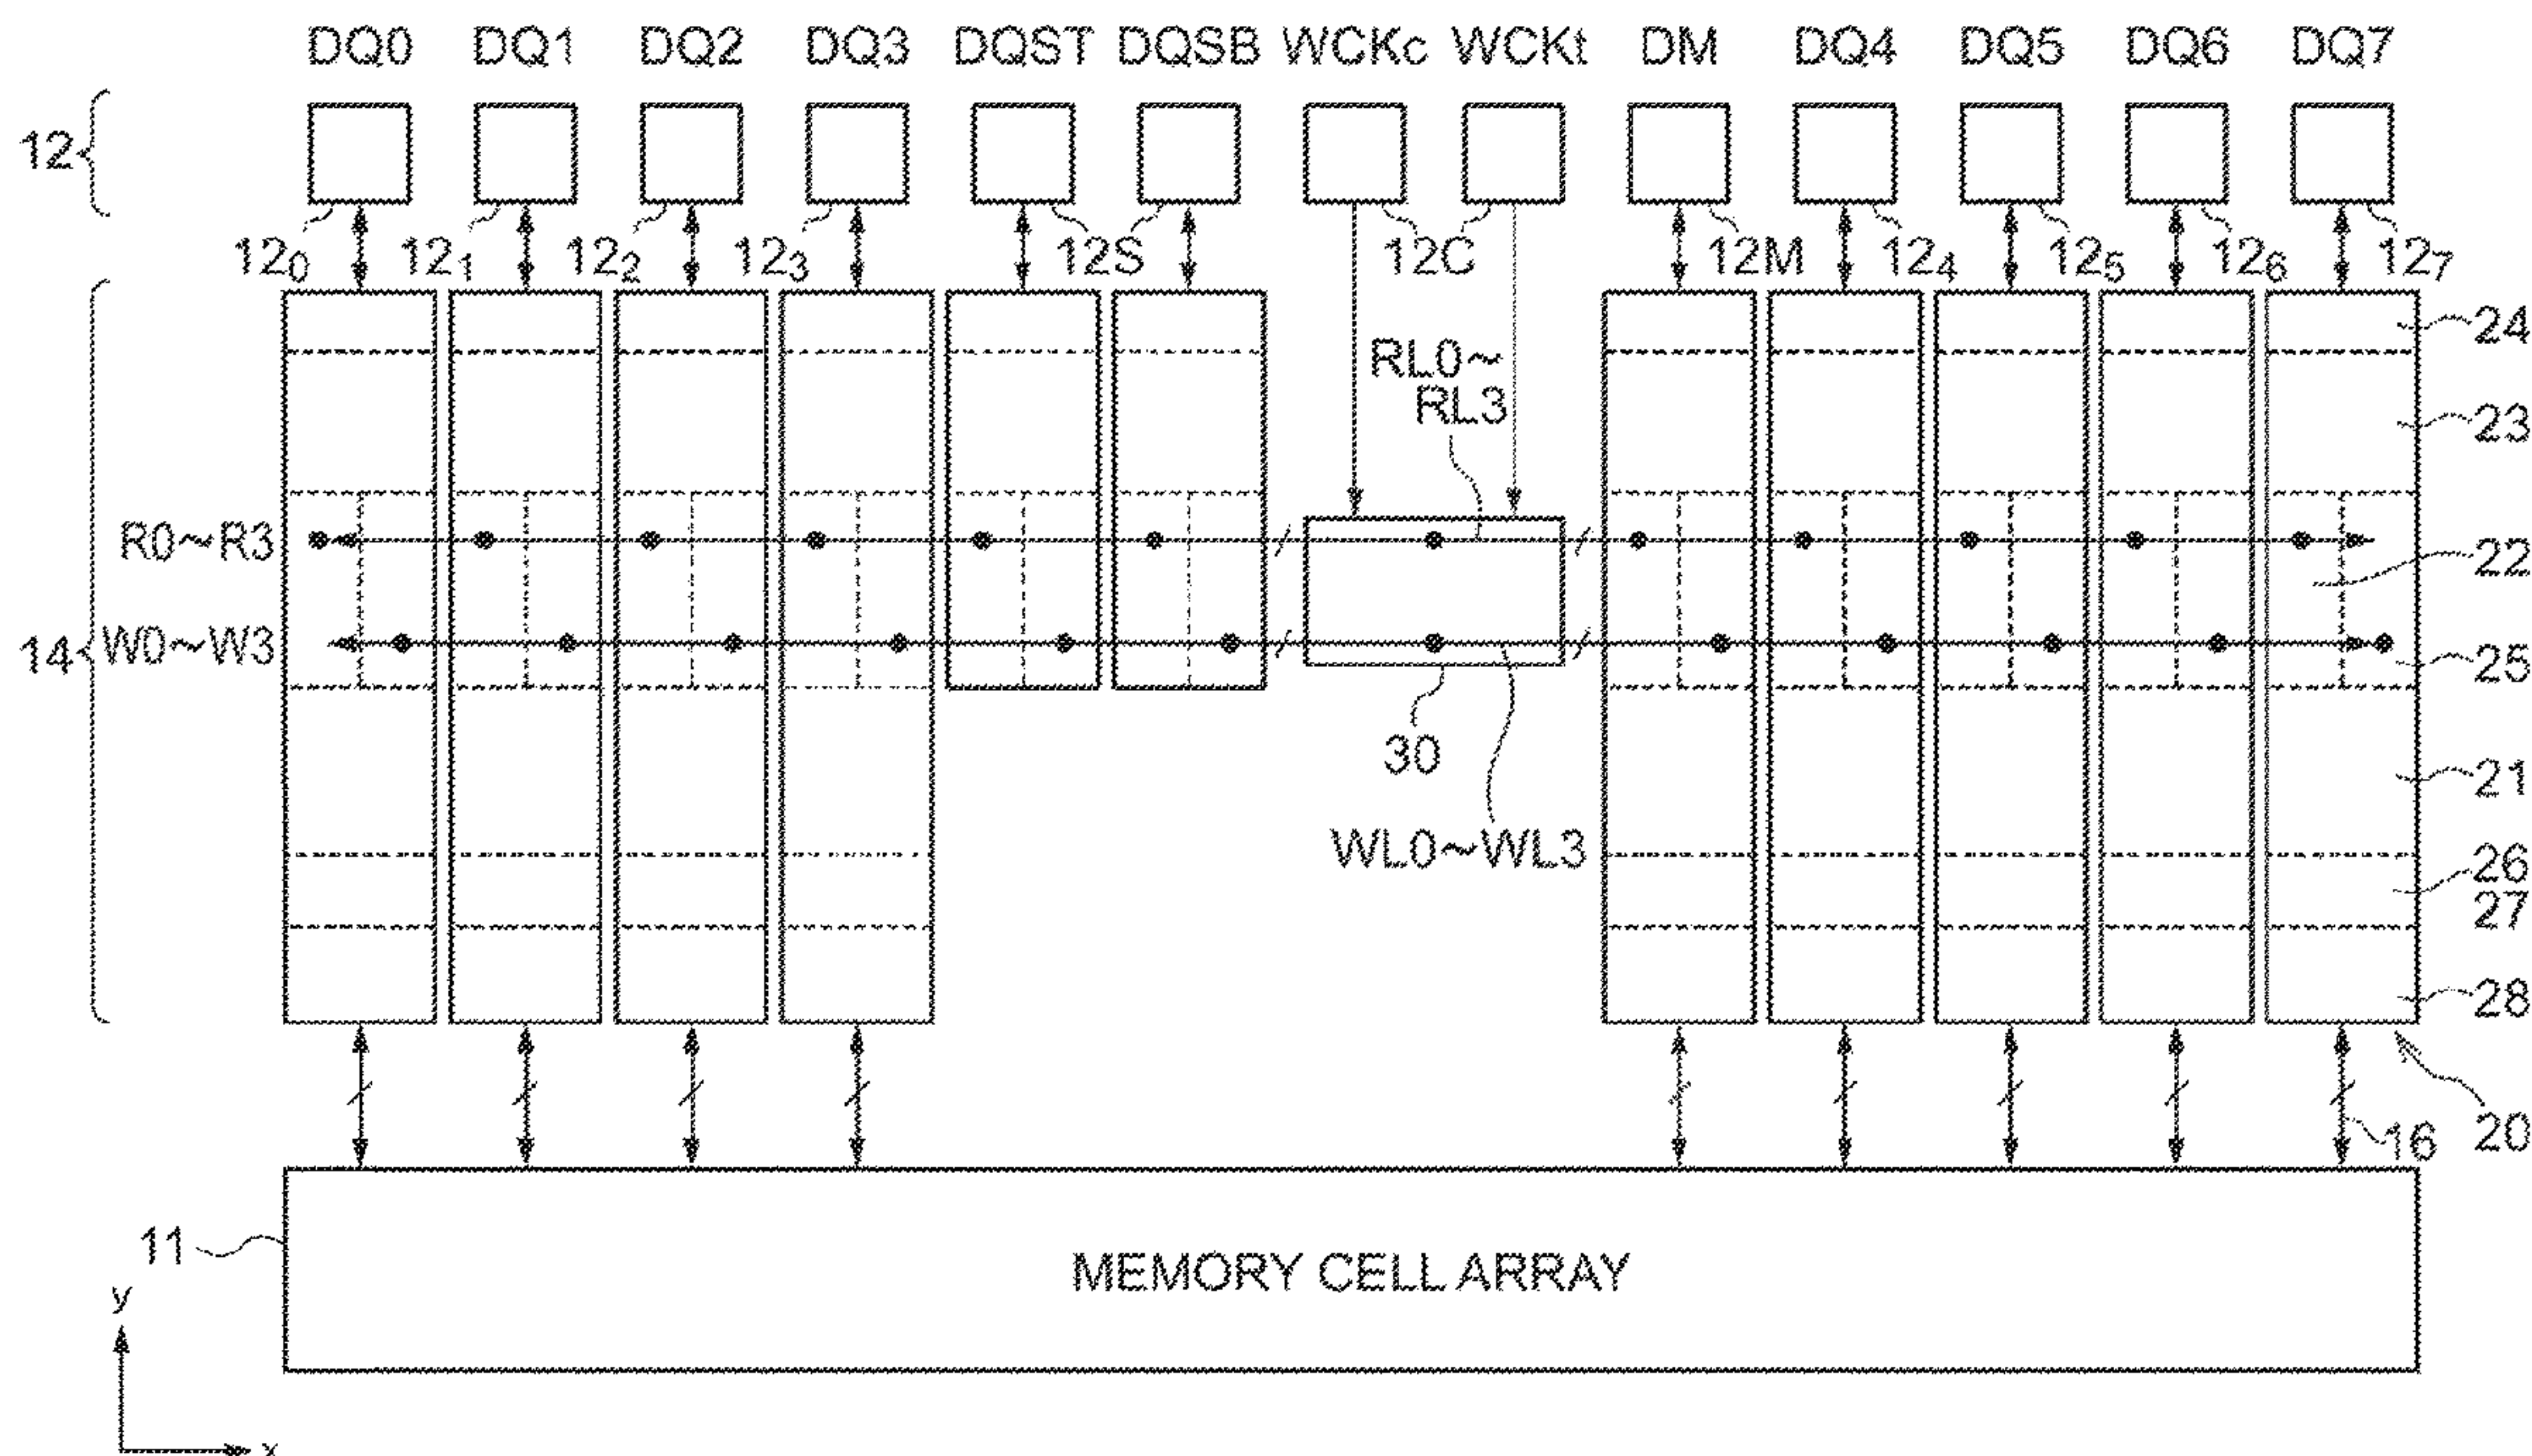 DQ0 DQ1 DQ2 DQ3 DQST DQSB WCKc WCKt DM DQ4 DQ5 DQ6 DQ7
12
12₀ 12₁ 12₂ 12₃ 12S 12C 12M 12₄ 12₅ 12₆ 12₇
24
RL0~
RL3
23
R0~R3
22
14
W0~W3
25
30
21
WL0~WL3
26
27
28
16
20
11
MEMORY CELL ARRAY
y
x